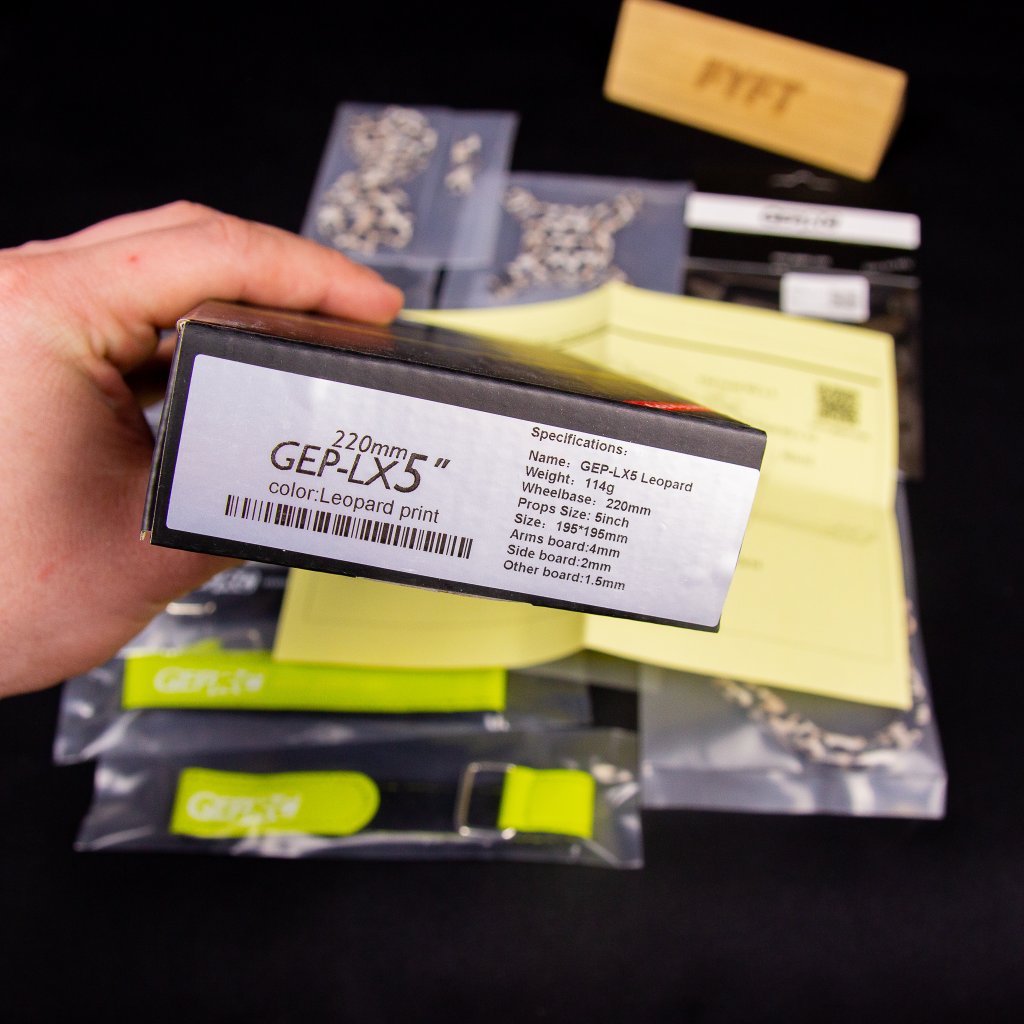 FYFT
220mm
GEP-LX5"
color:Leopard print
Specifications:
Name: GEP-LX5 Leopard
Weight: 114g
Wheelbase: 220mm
Props Size: 5inch
Size: 195*195mm
Arms board:4mm
Side board:2mm
Other board:1.5mm